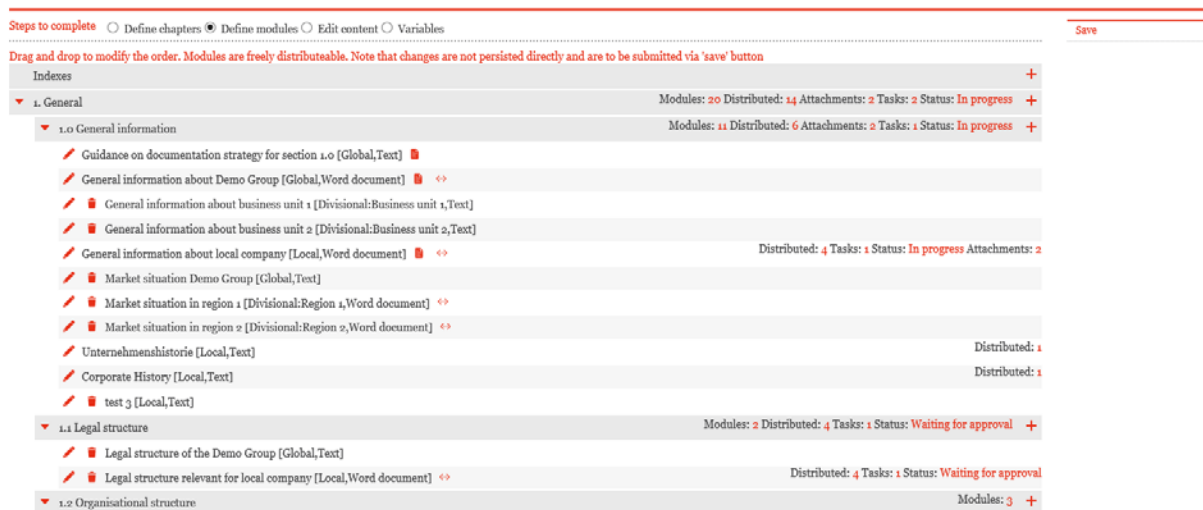 Steps to complete Define chapters Define modules Edit content Variables
Save
Drag and drop to modify the order. Modules are freely distributeable. Note that changes are not persisted directly and are to be submitted via 'save' button
Indexes +
1. General Modules: 20 Distributed: 14 Attachments: 2 Tasks: 2 Status: In progress +
1.0 General information Modules: 11 Distributed: 6 Attachments: 2 Tasks: 1 Status: In progress +
Guidance on documentation strategy for section 1.0 [Global,Text]
General information about Demo Group [Global,Word document]
General information about business unit 1 [Divisional:Business unit 1,Text]
General information about business unit 2 [Divisional:Business unit 2,Text]
General information about local company [Local,Word document] Distributed: 4 Tasks: 1 Status: In progress Attachments: 2
Market situation Demo Group [Global,Text]
Market situation in region 1 [Divisional:Region 1,Word document]
Market situation in region 2 [Divisional:Region 2,Word document]
Unternehmenshistorie [Local,Text] Distributed: 1
Corporate History [Local,Text] Distributed: 1
test 3 [Local,Text]
1.1 Legal structure Modules: 2 Distributed: 4 Tasks: 1 Status: Waiting for approval +
Legal structure of the Demo Group [Global,Text]
Legal structure relevant for local company [Local,Word document] Distributed: 4 Tasks: 1 Status: Waiting for approval
1.2 Organisational structure Modules: 3 +